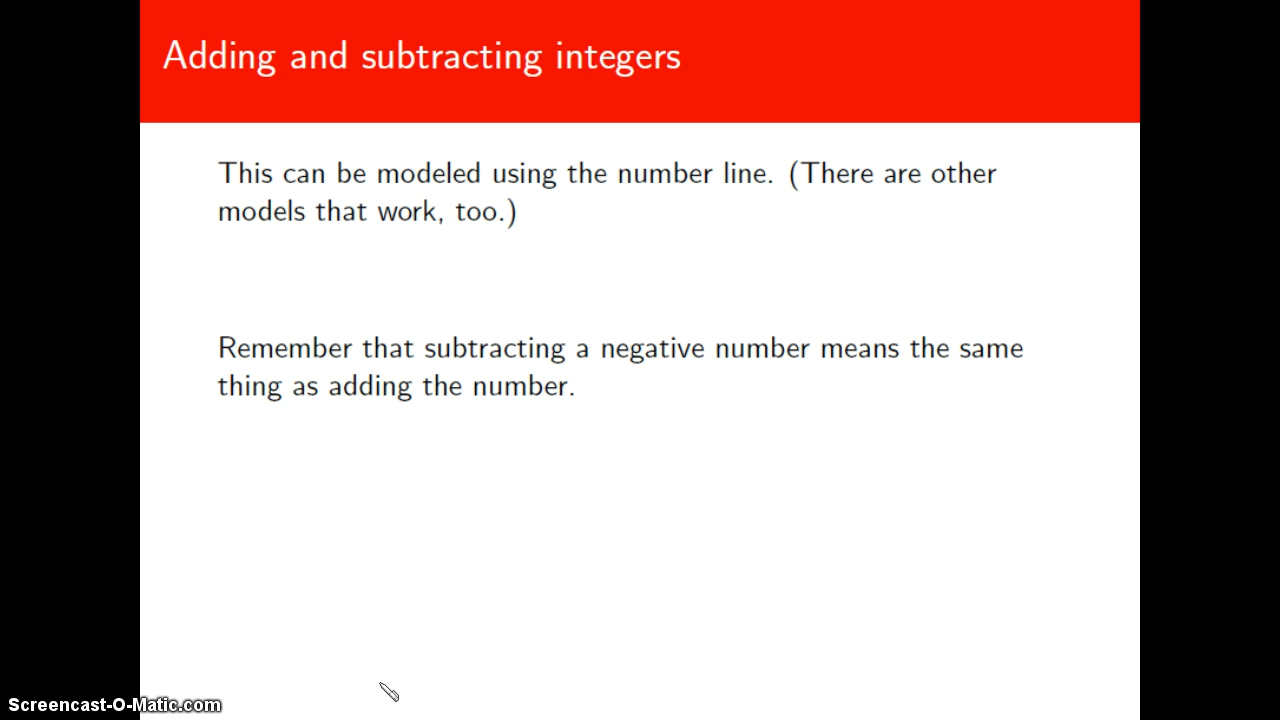 Adding and subtracting integers
This can be modeled using the number line. (There are other
models that work, too.)
Remember that subtracting a negative number means the same
thing as adding the number.
Screencast-O-Matic.com